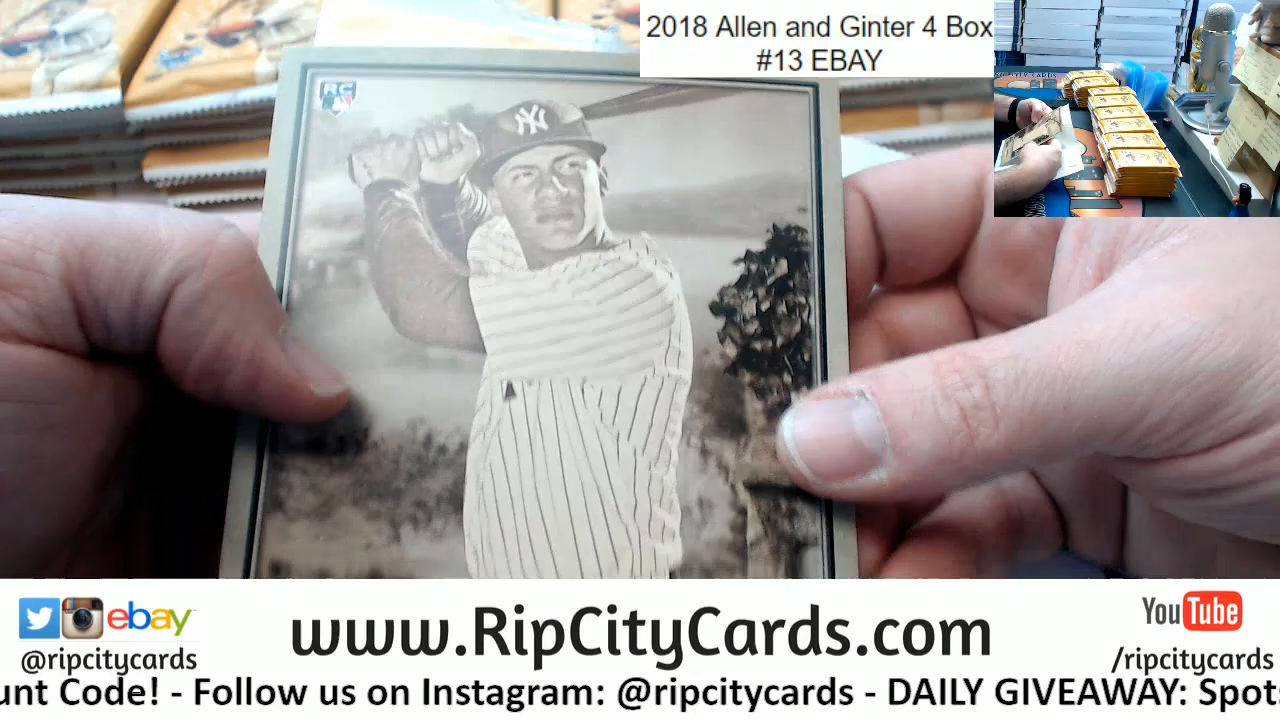 2018 Allen and Ginter 4 Box
#13 EBAY
RC
NY
ebay
@ripcitycards
www.RipCityCards.com
YouTube
/ripcitycards
unt Code! - Follow us on Instagram: @ripcitycards - DAILY GIVEAWAY: Spots